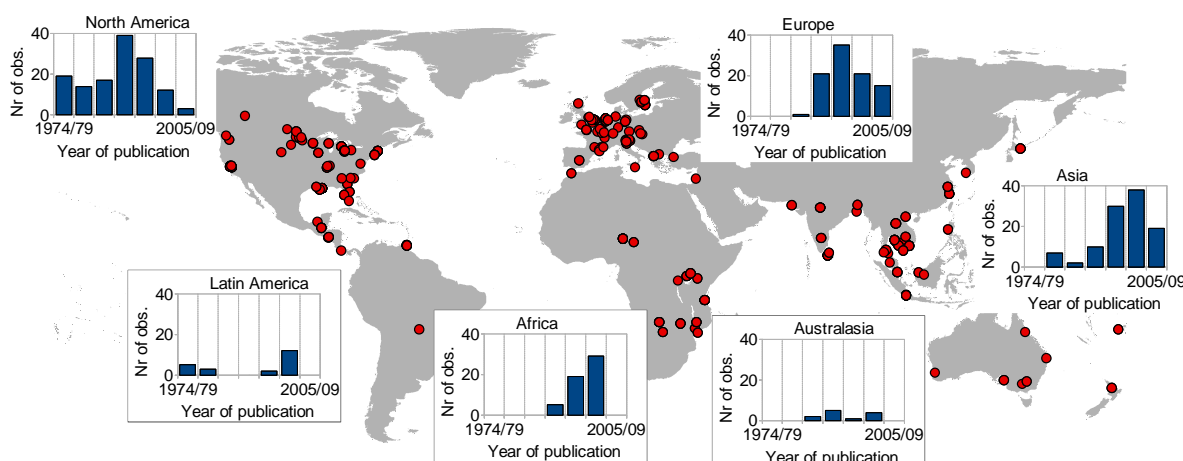 North America
Nr of obs.
40
20
0
1974/79
2005/09
Year of publication
Europe
Nr of obs.
40
20
0
1974/79
2005/09
Year of publication
Asia
Nr of obs.
40
20
0
1974/79
2005/09
Year of publication
Latin America
Nr of obs.
40
20
0
1974/79
2005/09
Year of publication
Africa
Nr of obs.
40
20
0
1974/79
2005/09
Year of publication
Australasia
Nr of obs.
40
20
0
1974/79
2005/09
Year of publication